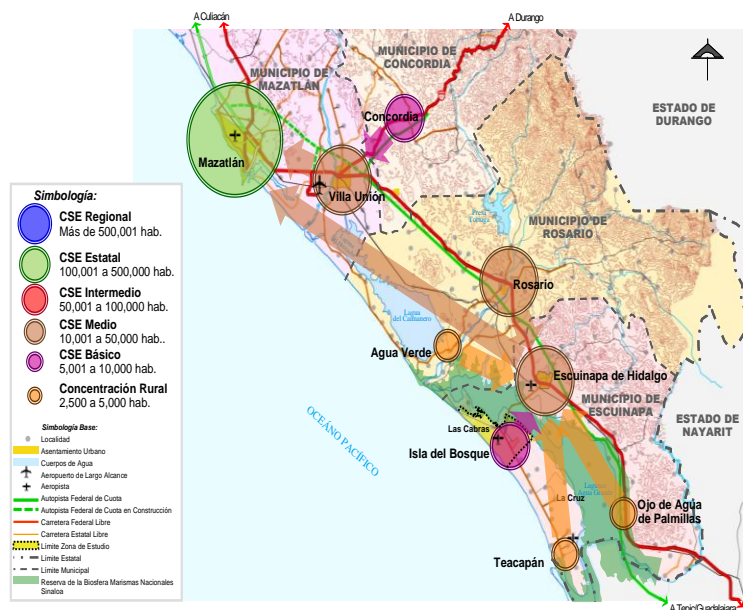 A Culiacán
A Durango
MUNICIPIO DE
CONCORDIA
MUNICIPIO DE
MAZATLÁN
ESTADO DE
DURANGO
Concordia
Mazatlán
Villa Unión
MUNICIPIO DE
ROSARIO
Rosario
Laguna
del Caimanero
Agua Verde
Escuinapa de Hidalgo
MUNICIPIO DE
ESCUINAPA
ESTADO DE
NAYARIT
OCEÁNO PACÍFICO
Las Cabras
Isla del Bosque
La Cruz
Ojo de Agua
de Palmillas
Teacapán
A Tepic/Guadalajara
Simbología:
CSE Regional
Más de 500,001 hab.
CSE Estatal
100,001 a 500,000 hab.
CSE Intermedio
50,001 a 100,000 hab.
CSE Medio
10,001 a 50,000 hab..
CSE Básico
5,001 a 10,000 hab.
Concentración Rural
2,500 a 5,000 hab.
Simbología Base:
Localidad
Asentamiento Urbano
Cuerpos de Agua
Aeropuerto de Largo Alcance
Aeropista
Autopista Federal de Cuota
Autopista Federal de Cuota en Construcción
Carretera Federal Libre
Carretera Estatal Libre
Límite Zona de Estudio
Límite Estatal
Límite Municipal
Reserva de la Biosfera Marismas Nacionales
Sinaloa